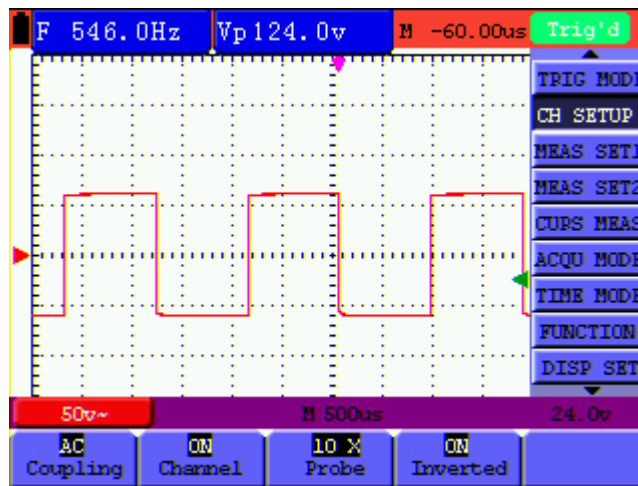 F 546.0Hz Vp124.0v M -60.00us Trig'd
TRIG MODE
CH SETUP
MEAS SET1
MEAS SET2
CUPS MEAS
ACQU MODE
TIME MODE
FUNCTION
DISP SET
50v~ M 500us 24.0v
AC ON 10 X ON
Coupling Channel Probe Inverted